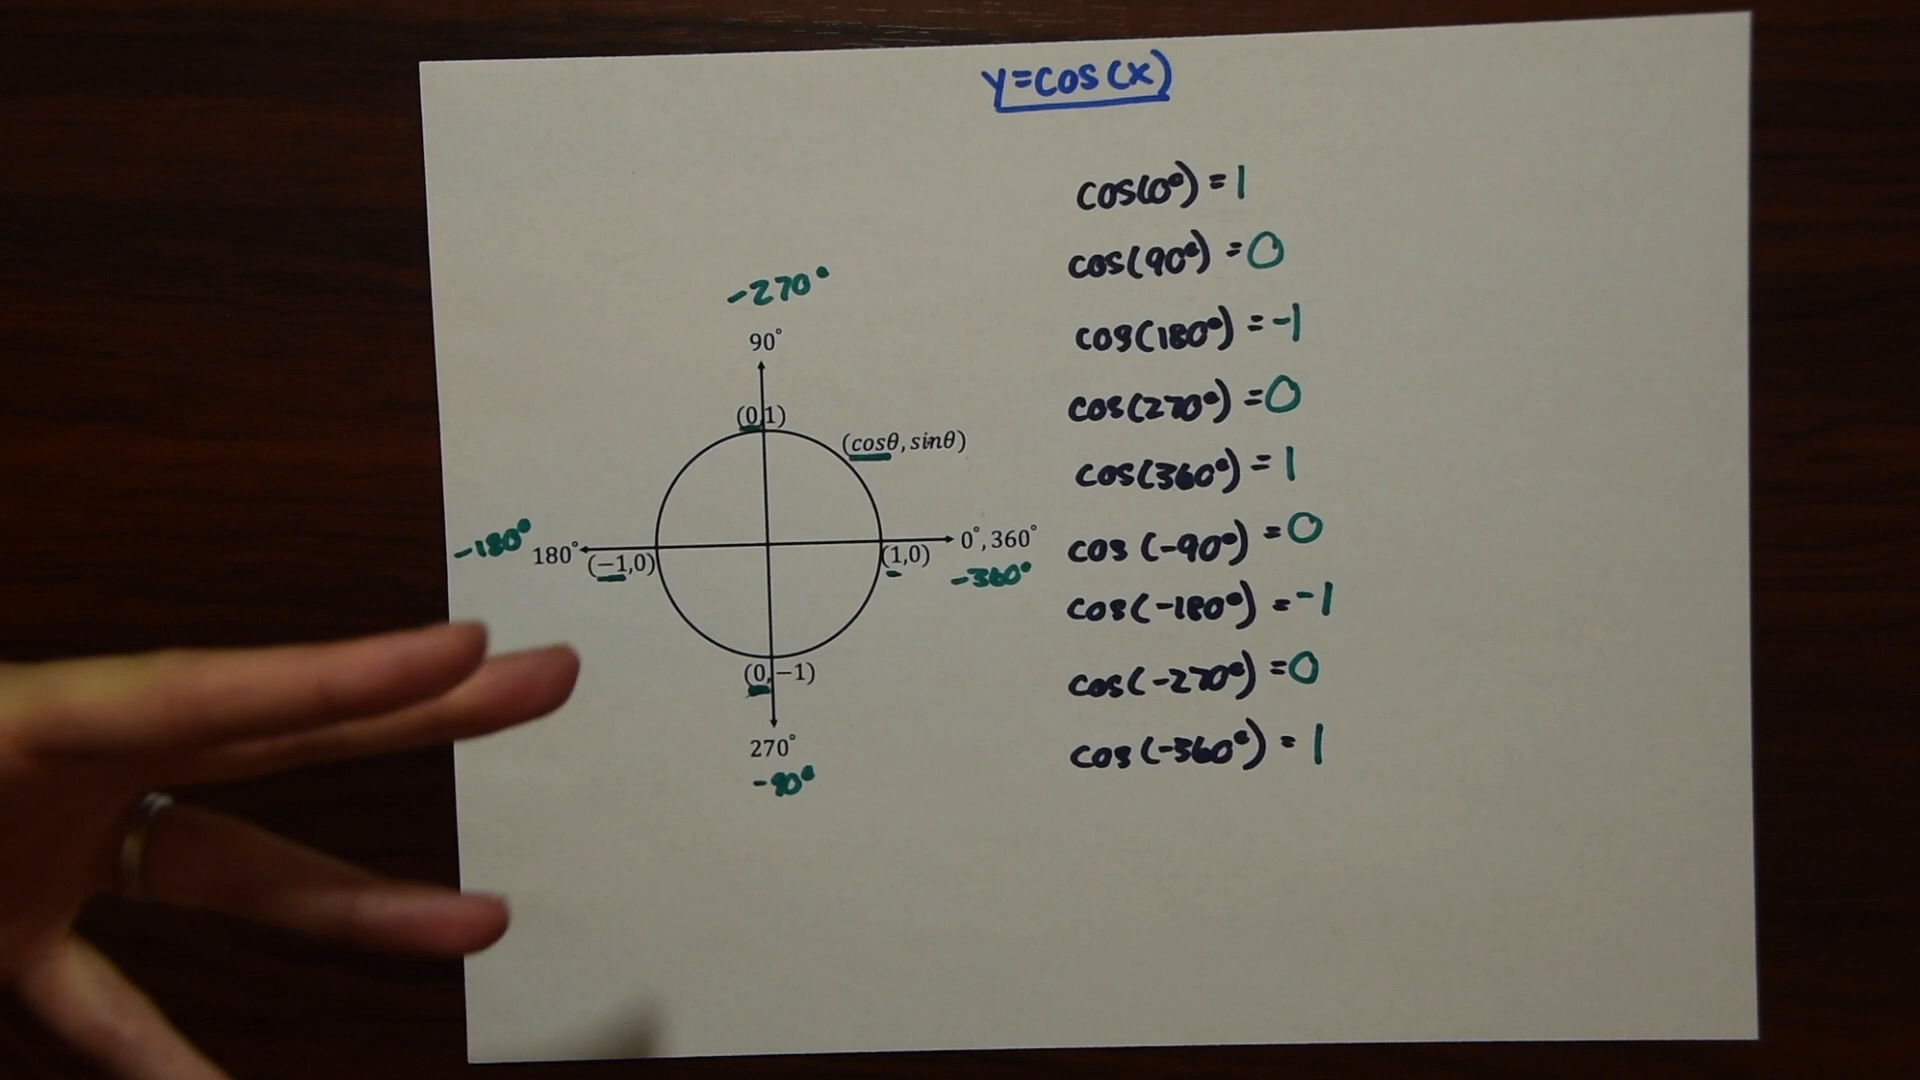 y=cos(x)
cos(0°)=1
cos(90°)=0
cos(180°)=-1
cos(270°)=0
cos(360°)=1
cos(-90°)=0
cos(-180°)=-1
cos(-270°)=0
cos(-360°)=1
-270°
90°
(0,1)
(cosθ,sinθ)
-180°
180°
(−1,0)
(1,0)
0°,360°
-360°
(0,−1)
270°
-90°